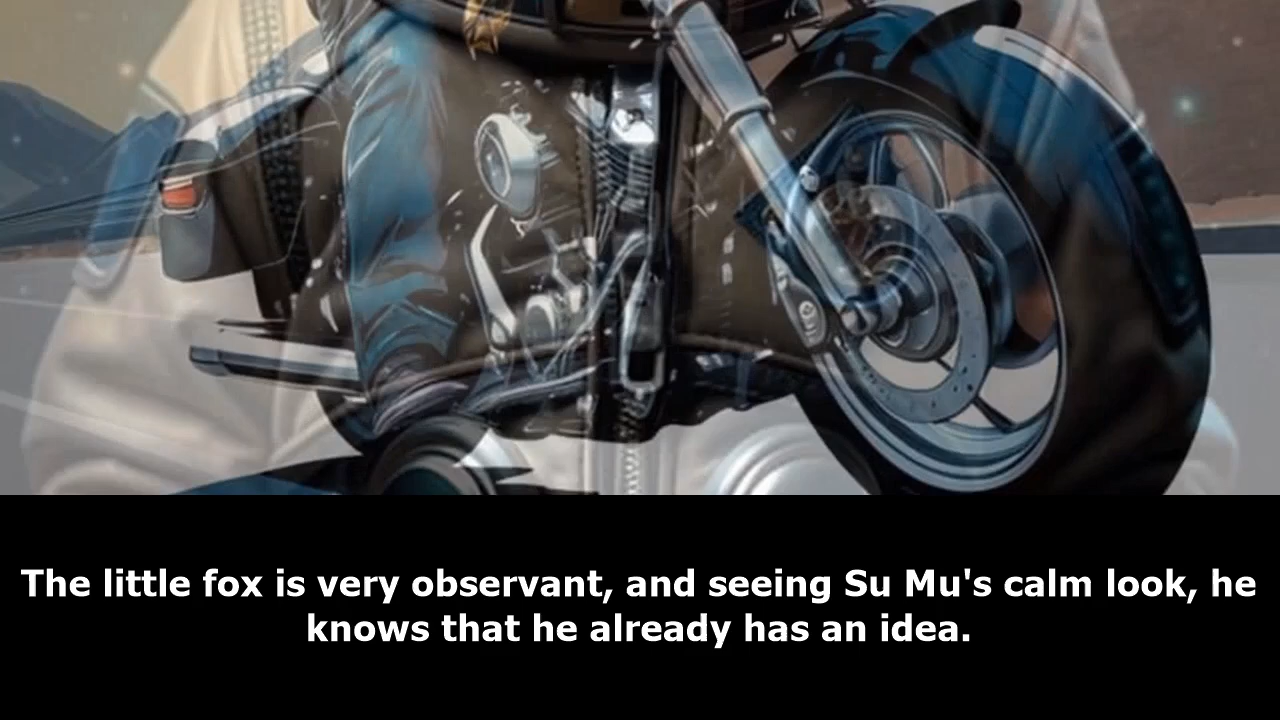 The little fox is very observant, and seeing Su Mu's calm look, he
knows that he already has an idea.